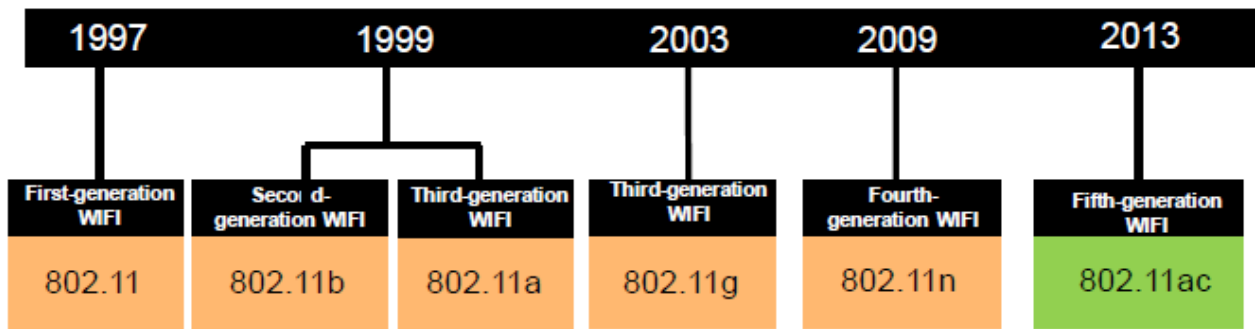 1997
1999
2003
2009
2013
First-generation
WIFI
Second-
generation WIFI
Third-generation
WIFI
Third-generation
WIFI
Fourth-
generation WIFI
Fifth-generation
WIFI
802.11
802.11b
802.11a
802.11g
802.11n
802.11ac